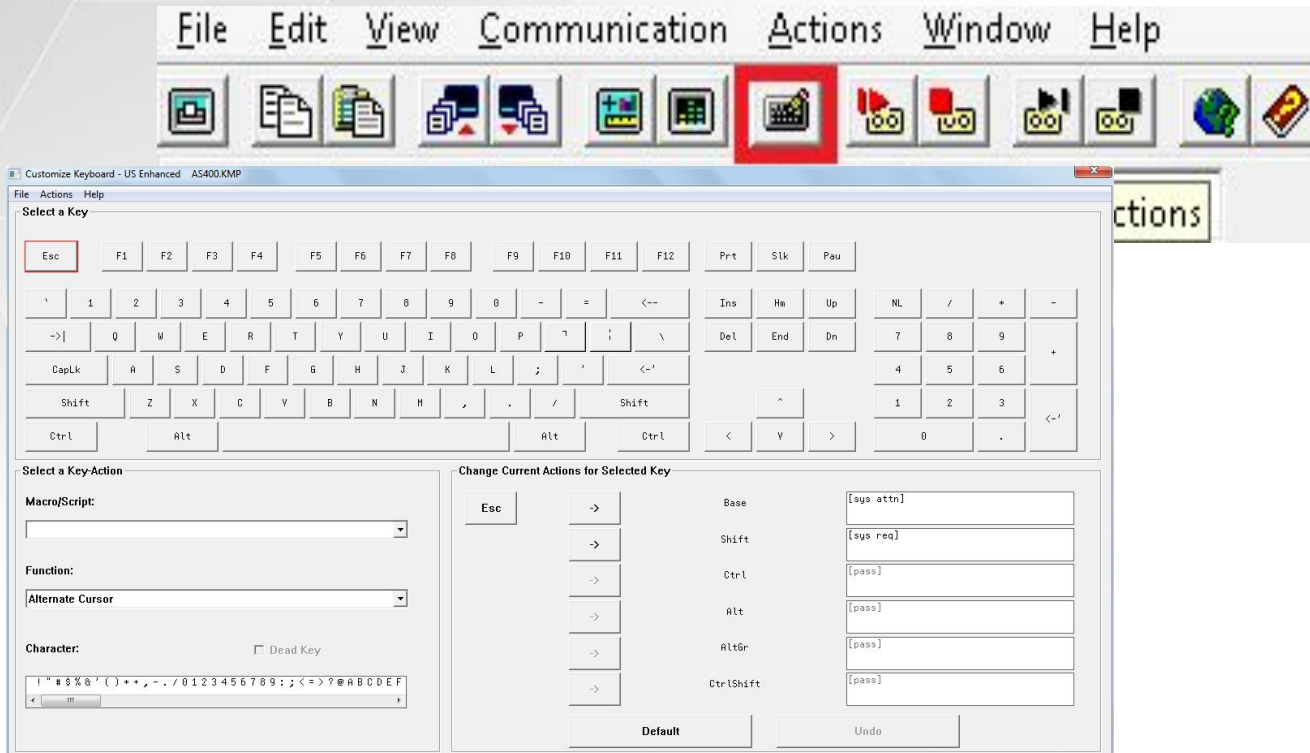 File Edit View Communication Actions Window Help
ctions
Customize Keyboard - US Enhanced AS400.KMP
File Actions Help
Select a Key
Esc F1 F2 F3 F4 F5 F6 F7 F8 F9 F10 F11 F12 Prt Slk Pau
` 1 2 3 4 5 6 7 8 9 0 - = <-- Ins Hm Up NL / * -
->| Q W E R T Y U I O P ¬ ¦ \ Del End Dn 7 8 9 +
CapLk A S D F G H J K L ; ' <-' 4 5 6
Shift Z X C V B N M , . / Shift ^ 1 2 3 <-'
Ctrl Alt Alt Ctrl < V > 0 .
Select a Key-Action
Macro/Script:
Function:
Alternate Cursor
Character: Dead Key
! " # $ % & ' ( ) * + , - . / 0 1 2 3 4 5 6 7 8 9 : ; < = > ? @ A B C D E F
Change Current Actions for Selected Key
Esc -> Base [sys attn]
-> Shift [sys req]
-> Ctrl [pass]
-> Alt [pass]
-> AltGr [pass]
-> CtrlShift [pass]
Default Undo